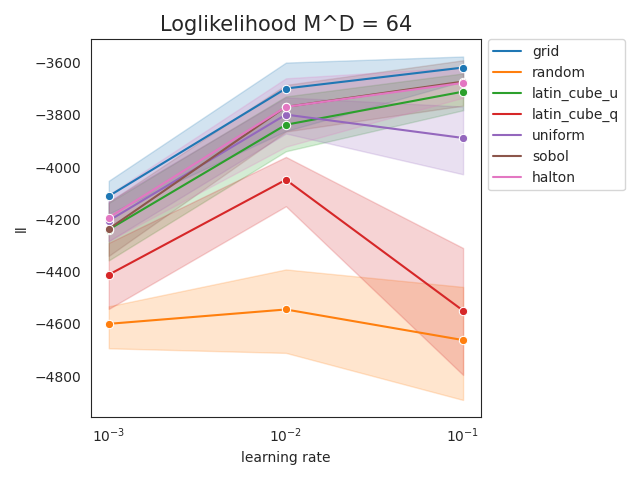 Loglikelihood M^D = 64
−3600
−3800
−4000
−4200
−4400
−4600
−4800
ll
10⁻³
10⁻²
10⁻¹
learning rate
grid
random
latin_cube_u
latin_cube_q
uniform
sobol
halton